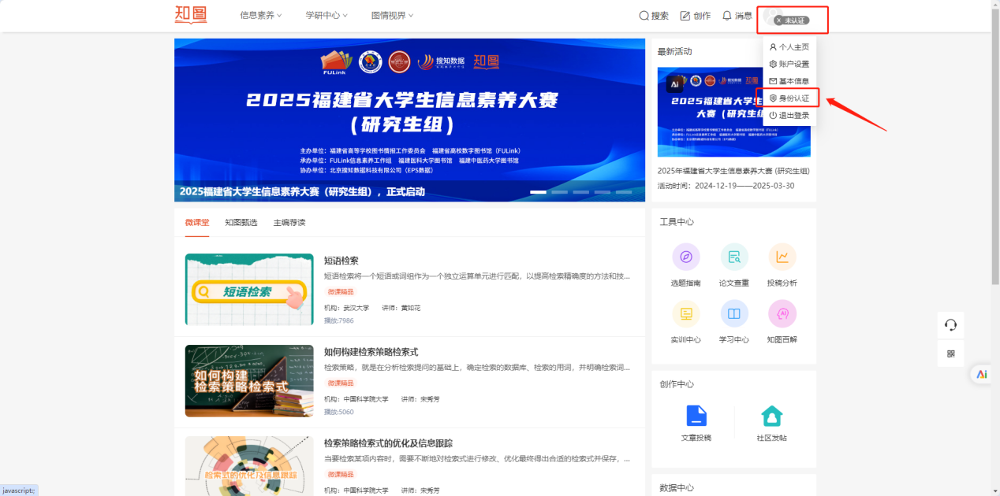 知图
信息素养
学研中心
图情视界
搜索
创作
消息
未认证
个人主页
账户设置
基本信息
身份认证
退出登录
FULink
搜知数据
知图
2025福建省大学生信息素养大赛
（研究生组）
主办单位：福建省高等学校图书情报工作委员会 福建省高校数字图书馆（FULink）
承办单位：FULink信息素养工作组 福建医科大学图书馆 福建中医药大学图书馆
协办单位：北京搜知数据科技有限公司（EPS数据）
2025福建省大学生信息素养大赛（研究生组），正式启动
最新活动
Ai
2025年福建省大学生信息素养大赛 (研究生组)
活动时间：2024-12-19——2025-03-30
微课堂
知图甄选
主编荐读
短语检索
短语检索
短语检索将一个短语或词组作为一个独立运算单元进行匹配，以提高检索精确度的方法和技...
微课精品
机构：武汉大学 讲师：黄如花
播放:7986
如何构建
检索策略检索式
如何构建检索策略检索式
检索策略，就是在分析检索提问的基础上，确定检索的数据库、检索的用词，并明确检索词...
微课精品
机构：中国科学院大学 讲师：宋秀芳
播放:5060
检索式的优化及信息跟踪
检索策略检索式的优化及信息跟踪
当要检索某项内容时，需要不断地对检索式进行修改、优化最终得出合适的检索式并保存，...
微课精品
机构：中国科学院大学 讲师：宋秀芳
工具中心
选题指南
论文查重
投稿分析
实训中心
学习中心
知图百解
创作中心
文章投稿
社区发帖
数据中心
Ai
javascript:;